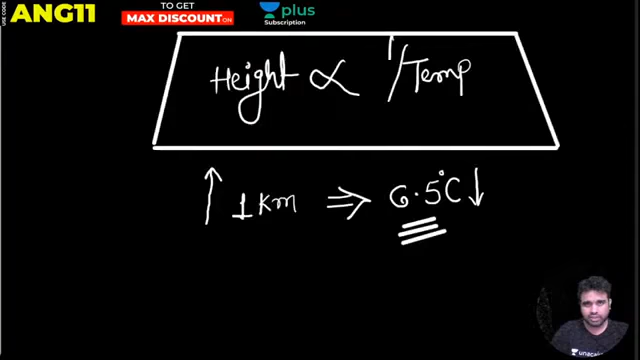 USE CODE
ANG11
TO GET
MAX DISCOUNT ON
plus
Subscription
Height ∝ 1/Temp
↑ 1 Km ⇒ 6.5°C ↓